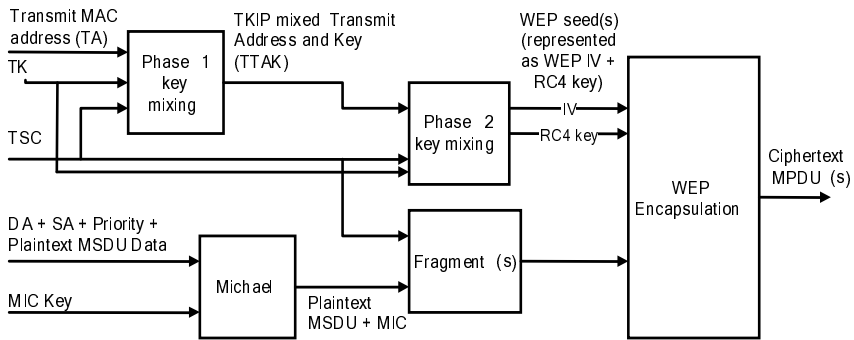 Transmit MAC
address (TA)
TK
TSC
Phase 1
key
mixing
TKIP mixed Transmit
Address and Key
(TTAK)
Phase 2
key mixing
WEP seed(s)
(represented
as WEP IV +
RC4 key)
IV
RC4 key
WEP
Encapsulation
Ciphertext
MPDU (s)
DA + SA + Priority +
Plaintext MSDU Data
MIC Key
Michael
Plaintext
MSDU + MIC
Fragment (s)